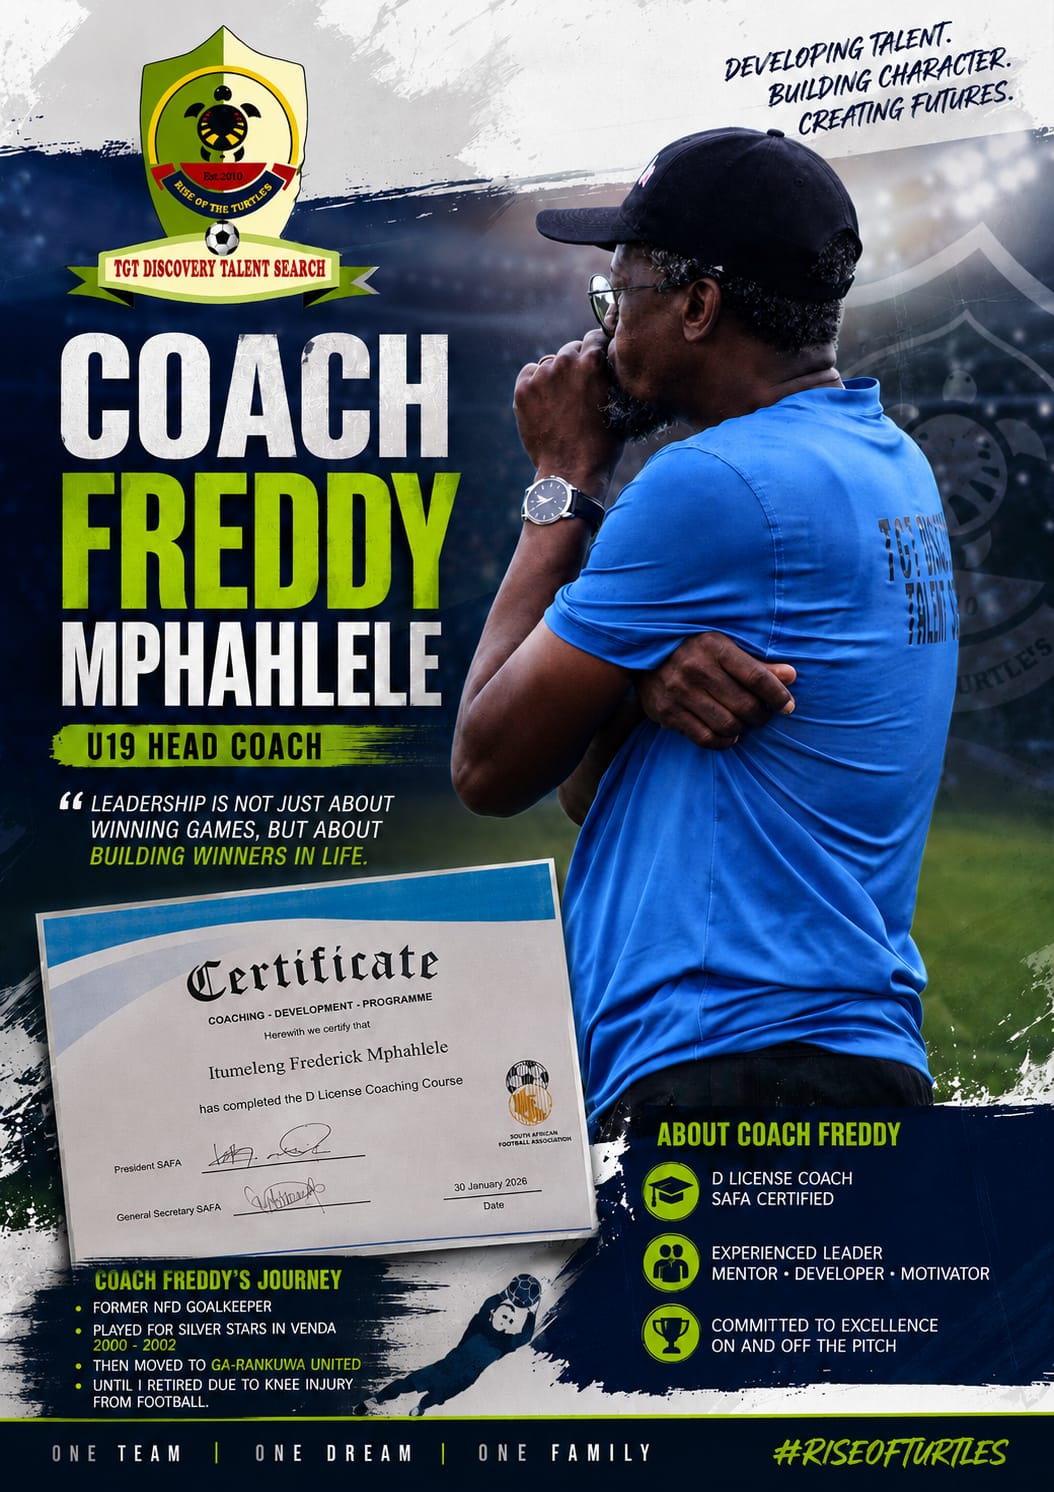 DEVELOPING TALENT.
BUILDING CHARACTER.
CREATING FUTURES.
Est 2010
RISE OF THE TURTLE'S
TGT DISCOVERY TALENT SEARCH
COACH
FREDDY
MPHAHLELE
U19 HEAD COACH
“ LEADERSHIP IS NOT JUST ABOUT
WINNING GAMES, BUT ABOUT
BUILDING WINNERS IN LIFE.
TGT
URTLE'S
Certificate
COACHING - DEVELOPMENT - PROGRAMME
Herewith we certify that
Itumeleng Frederick Mphahlele
has completed the D License Coaching Course
SOUTH AFRICAN
FOOTBALL ASSOCIATION
President SAFA
General Secretary SAFA
30 January 2026
Date
ABOUT COACH FREDDY
D LICENSE COACH
SAFA CERTIFIED
EXPERIENCED LEADER
MENTOR • DEVELOPER • MOTIVATOR
COMMITTED TO EXCELLENCE
ON AND OFF THE PITCH
COACH FREDDY'S JOURNEY
• FORMER NFD GOALKEEPER
• PLAYED FOR SILVER STARS IN VENDA
2000 - 2002
• THEN MOVED TO GA-RANKUWA UNITED
• UNTIL I RETIRED DUE TO KNEE INJURY
FROM FOOTBALL.
ONE TEAM | ONE DREAM | ONE FAMILY
#RISEOFTURTLES